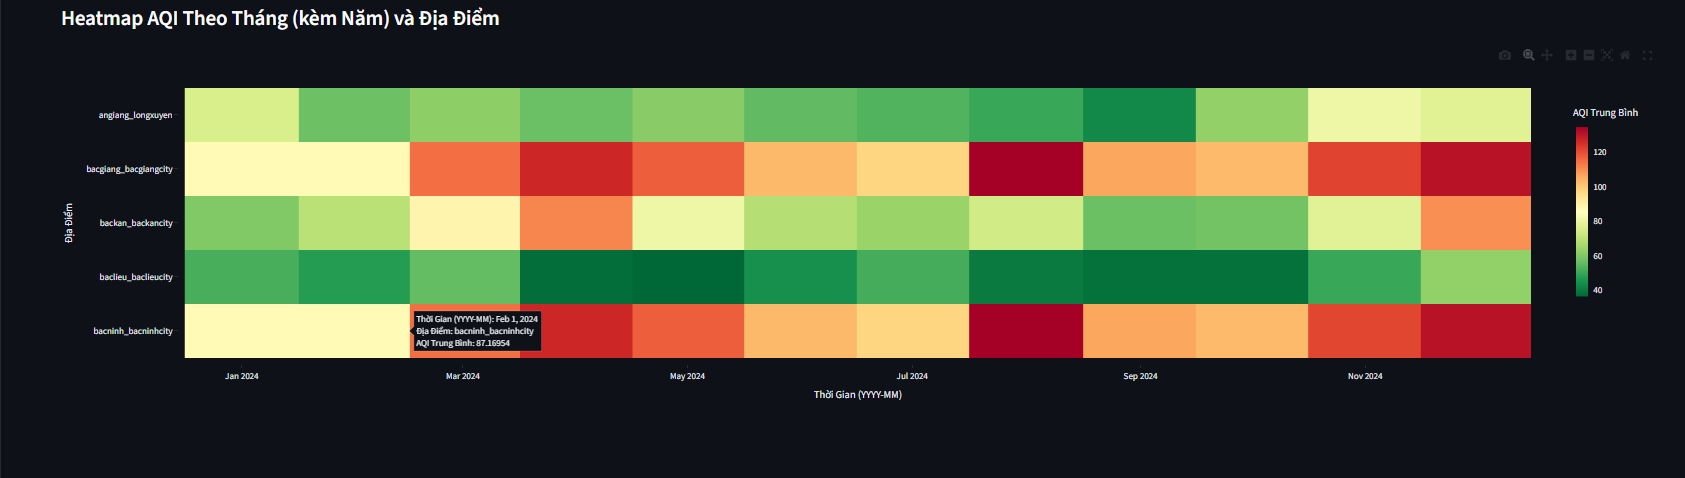 Heatmap AQI Theo Tháng (kèm Năm) và Địa Điểm
AQI Trung Bình
120
100
80
60
40
Địa Điểm
angiang_longxuyen
bacgiang_bacgiangcity
backan_backancity
baclieu_baclieucity
bacninh_bacninhcity
Thời Gian (YYYY-MM): Feb 1, 2024
Địa Điểm: bacninh_bacninhcity
AQI Trung Bình: 87.16954
Jan 2024
Mar 2024
May 2024
Jul 2024
Sep 2024
Nov 2024
Thời Gian (YYYY-MM)